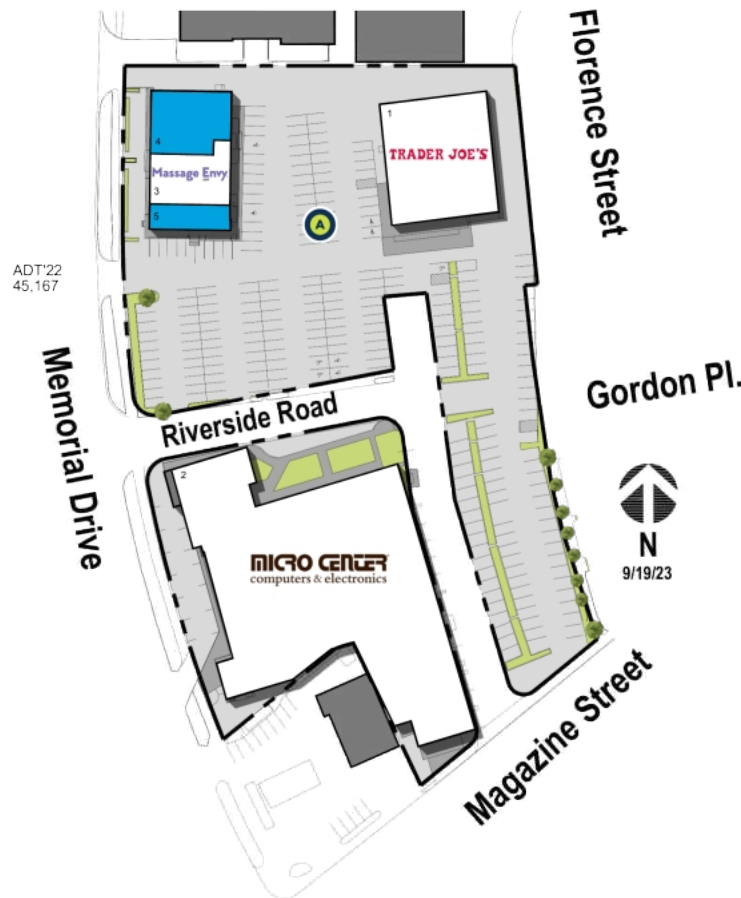 Florence Street
4
Massage Envy
3
5
1
TRADER JOE'S
A
ADT'22
45,167
Memorial Drive
Riverside Road
Gordon Pl.
2
MICRO CENTER
computers & electronics
N
9/19/23
Magazine Street